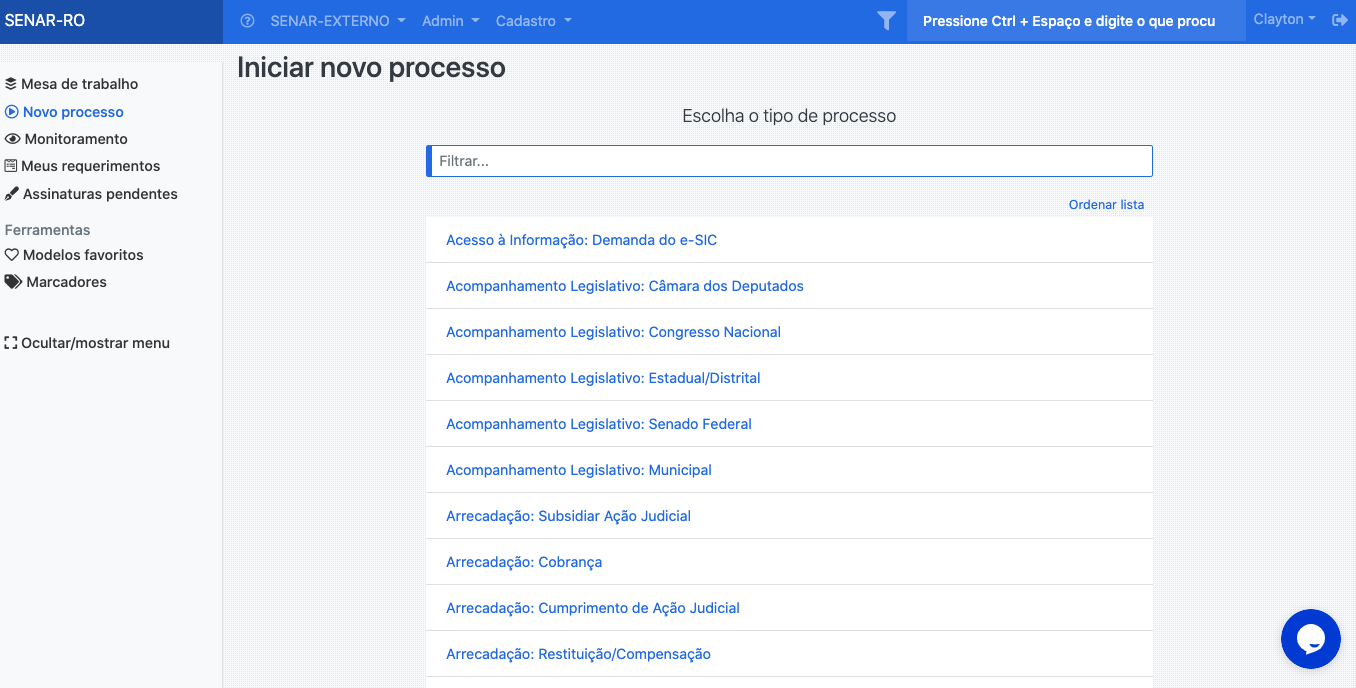 SENAR-RO
SENAR-EXTERNO
Admin
Cadastro
Pressione Ctrl + Espaço e digite o que procu
Clayton
Mesa de trabalho
Novo processo
Monitoramento
Meus requerimentos
Assinaturas pendentes
Ferramentas
Modelos favoritos
Marcadores
Ocultar/mostrar menu
Iniciar novo processo
Escolha o tipo de processo
Filtrar...
Ordenar lista
Acesso à Informação: Demanda do e-SIC
Acompanhamento Legislativo: Câmara dos Deputados
Acompanhamento Legislativo: Congresso Nacional
Acompanhamento Legislativo: Estadual/Distrital
Acompanhamento Legislativo: Senado Federal
Acompanhamento Legislativo: Municipal
Arrecadação: Subsidiar Ação Judicial
Arrecadação: Cobrança
Arrecadação: Cumprimento de Ação Judicial
Arrecadação: Restituição/Compensação